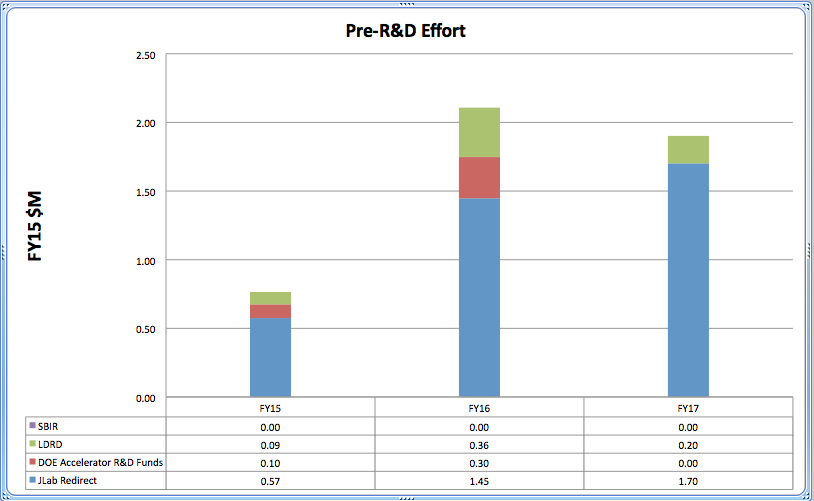 Pre-R&D Effort
FY15 $M
2.50
2.00
1.50
1.00
0.50
0.00
FY15 FY16 FY17
SBIR 0.00 0.00 0.00
LDRD 0.09 0.36 0.20
DOE Accelerator R&D Funds 0.10 0.30 0.00
JLab Redirect 0.57 1.45 1.70